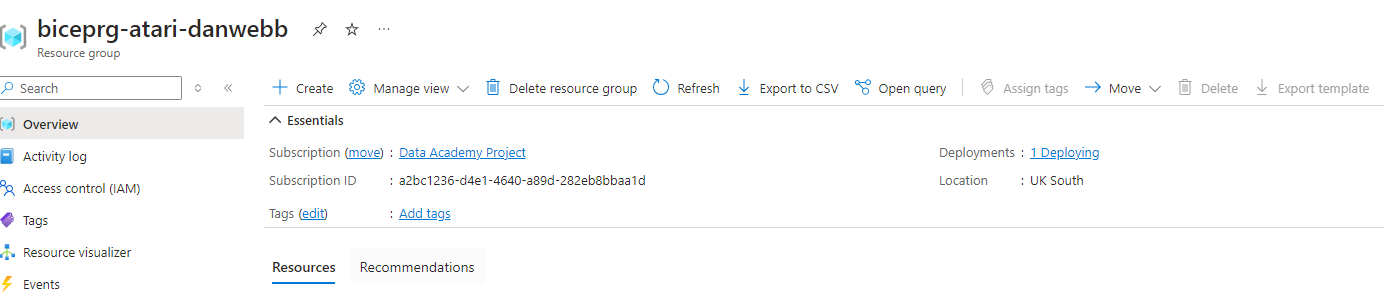 biceprg-atari-danwebb
Resource group
Search
Create Manage view Delete resource group Refresh Export to CSV Open query Assign tags Move Delete Export template
Overview
Activity log
Access control (IAM)
Tags
Resource visualizer
Events
Essentials
Subscription (move) : Data Academy Project
Subscription ID : a2bc1236-d4e1-4640-a89d-282eb8bbaa1d
Tags (edit) : Add tags
Deployments : 1 Deploying
Location : UK South
Resources Recommendations